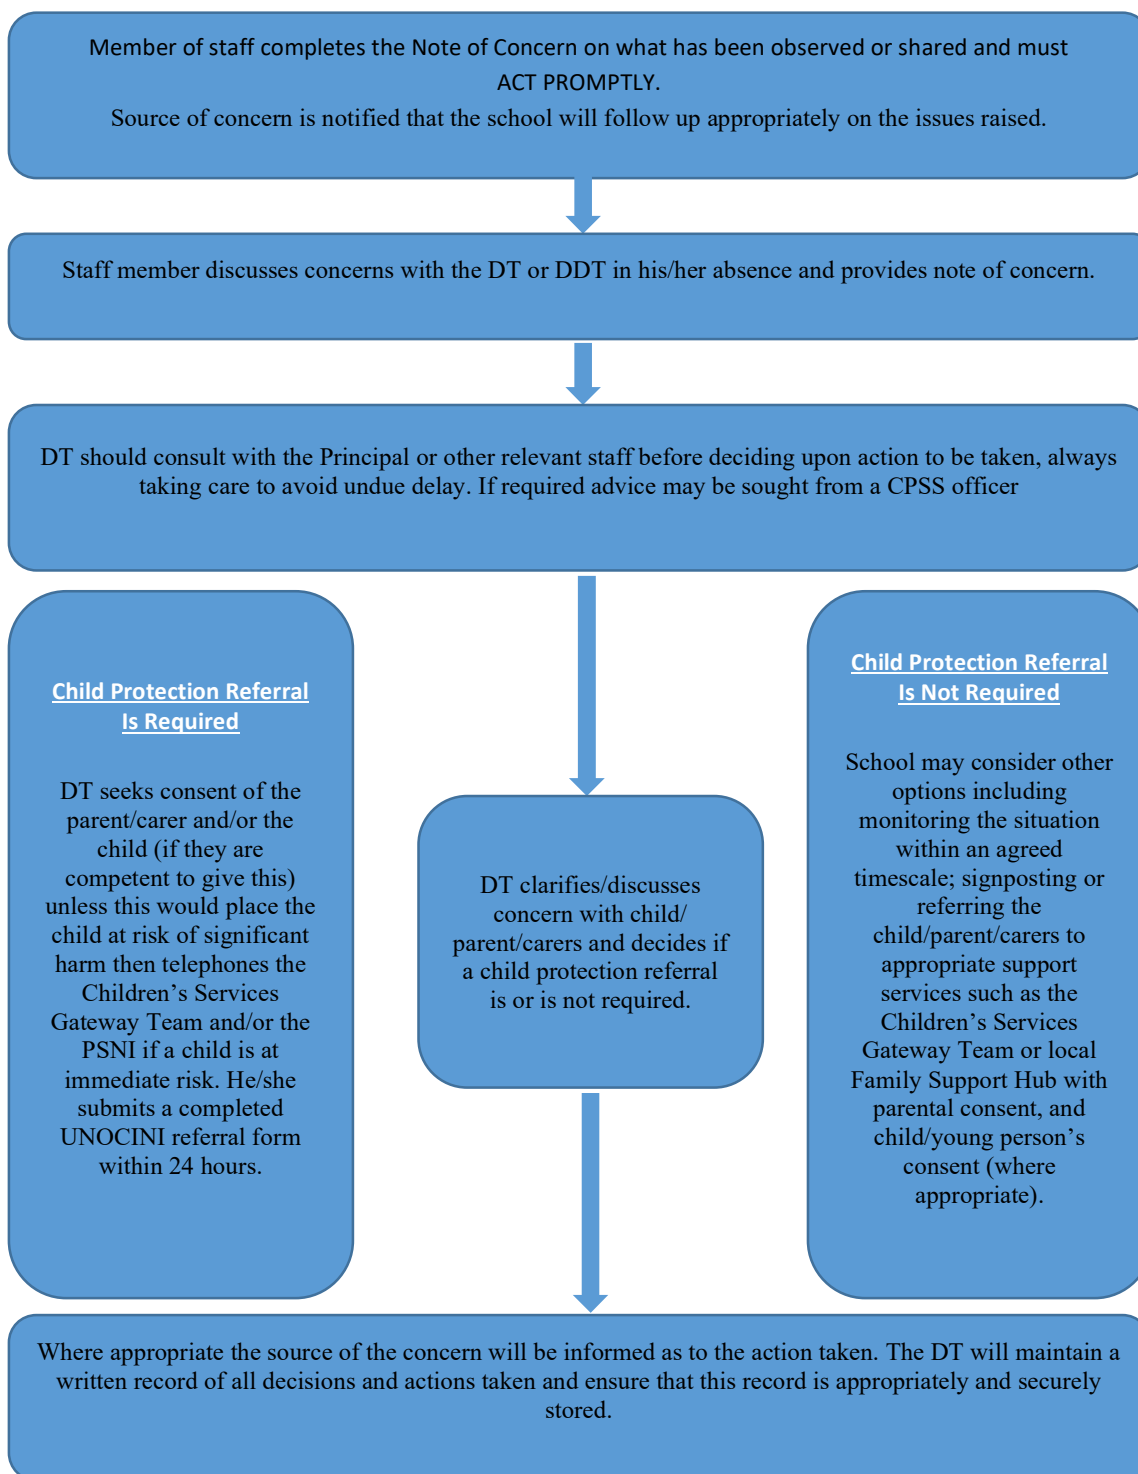 Member of staff completes the Note of Concern on what has been observed or shared and must
ACT PROMPTLY.
Source of concern is notified that the school will follow up appropriately on the issues raised.
Staff member discusses concerns with the DT or DDT in his/her absence and provides note of concern.
DT should consult with the Principal or other relevant staff before deciding upon action to be taken, always
taking care to avoid undue delay. If required advice may be sought from a CPSS officer
Child Protection Referral
Is Required
DT seeks consent of the
parent/carer and/or the
child (if they are
competent to give this)
unless this would place the
child at risk of significant
harm then telephones the
Children’s Services
Gateway Team and/or the
PSNI if a child is at
immediate risk. He/she
submits a completed
UNOCINI referral form
within 24 hours.
DT clarifies/discusses
concern with child/
parent/carers and decides if
a child protection referral
is or is not required.
Child Protection Referral
Is Not Required
School may consider other
options including
monitoring the situation
within an agreed
timescale; signposting or
referring the
child/parent/carers to
appropriate support
services such as the
Children’s Services
Gateway Team or local
Family Support Hub with
parental consent, and
child/young person’s
consent (where
appropriate).
Where appropriate the source of the concern will be informed as to the action taken. The DT will maintain a
written record of all decisions and actions taken and ensure that this record is appropriately and securely
stored.